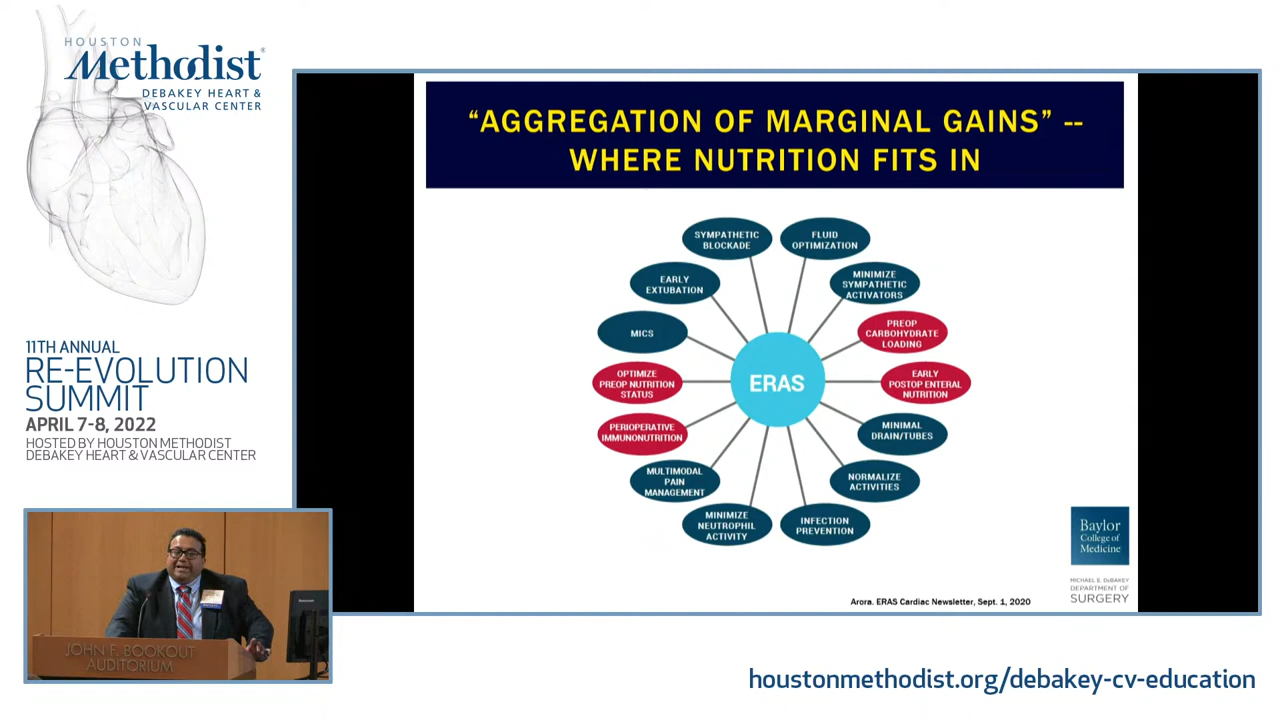 HOUSTON
Methodist®
DEBAKEY HEART &
VASCULAR CENTER
11TH ANNUAL
RE-EVOLUTION
SUMMIT
APRIL 7-8, 2022
HOSTED BY HOUSTON METHODIST
DEBAKEY HEART & VASCULAR CENTER
"AGGREGATION OF MARGINAL GAINS" --
WHERE NUTRITION FITS IN
SYMPATHETIC
BLOCKADE
FLUID
OPTIMIZATION
EARLY
EXTUBATION
MINIMIZE
SYMPATHETIC
ACTIVATORS
MICS
PREOP
CARBOHYDRATE
LOADING
OPTIMIZE
PREOP NUTRITION
STATUS
ERAS
EARLY
POSTOP ENTERAL
NUTRITION
PERIOPERATIVE
IMMUNONUTRITION
MINIMAL
DRAIN/TUBES
MULTIMODAL
PAIN
MANAGEMENT
NORMALIZE
ACTIVITIES
MINIMIZE
NEUTROPHIL
ACTIVITY
INFECTION
PREVENTION
Baylor
College of
Medicine
MICHAEL E. DEBAKEY
DEPARTMENT OF
SURGERY
Arora. ERAS Cardiac Newsletter, Sept. 1, 2020
JOHN F. BOOKOUT
AUDITORIUM
houstonmethodist.org/debakey-cv-education